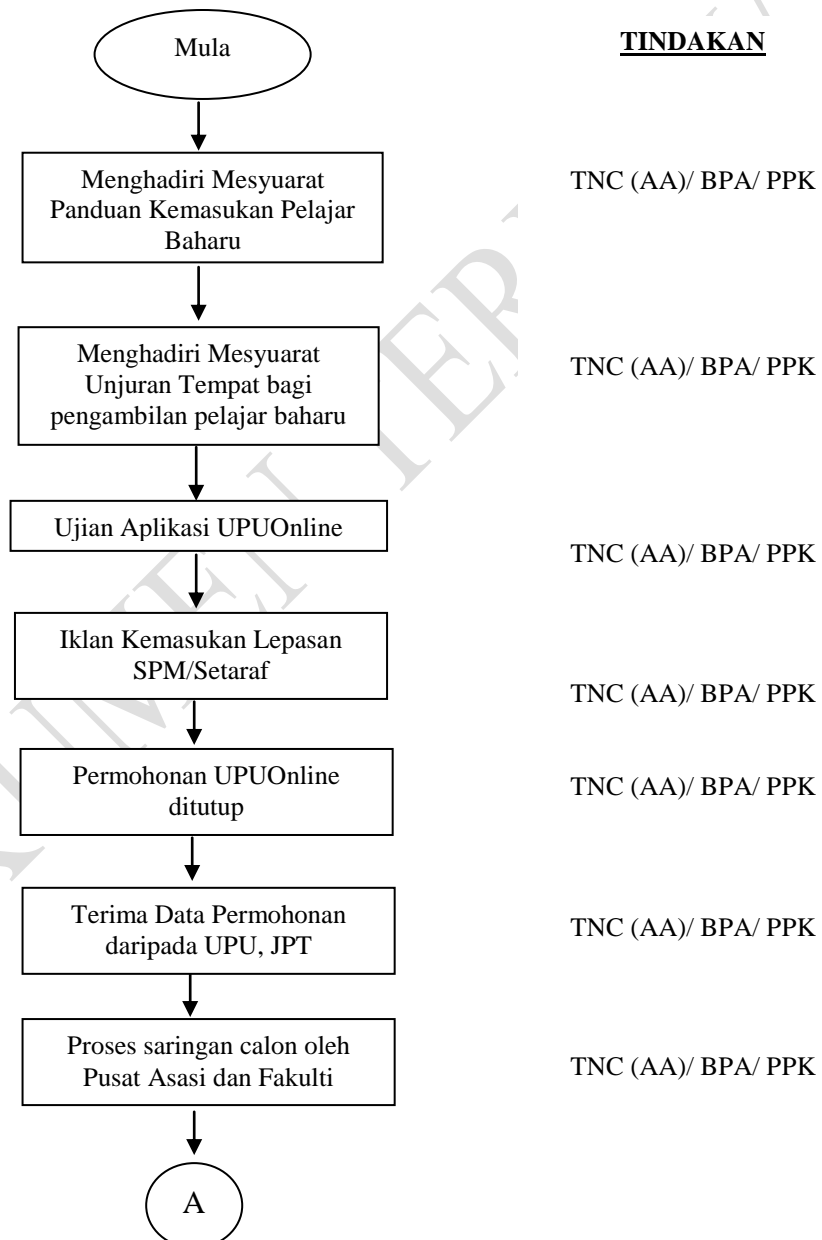 Mula
TINDAKAN
Menghadiri Mesyuarat
Panduan Kemasukan Pelajar
Baharu
TNC (AA)/ BPA/ PPK
Menghadiri Mesyuarat
Unjuran Tempat bagi
pengambilan pelajar baharu
TNC (AA)/ BPA/ PPK
Ujian Aplikasi UPUOnline
TNC (AA)/ BPA/ PPK
Iklan Kemasukan Lepasan
SPM/Setaraf
TNC (AA)/ BPA/ PPK
Permohonan UPUOnline
ditutup
TNC (AA)/ BPA/ PPK
Terima Data Permohonan
daripada UPU, JPT
TNC (AA)/ BPA/ PPK
Proses saringan calon oleh
Pusat Asasi dan Fakulti
TNC (AA)/ BPA/ PPK
A